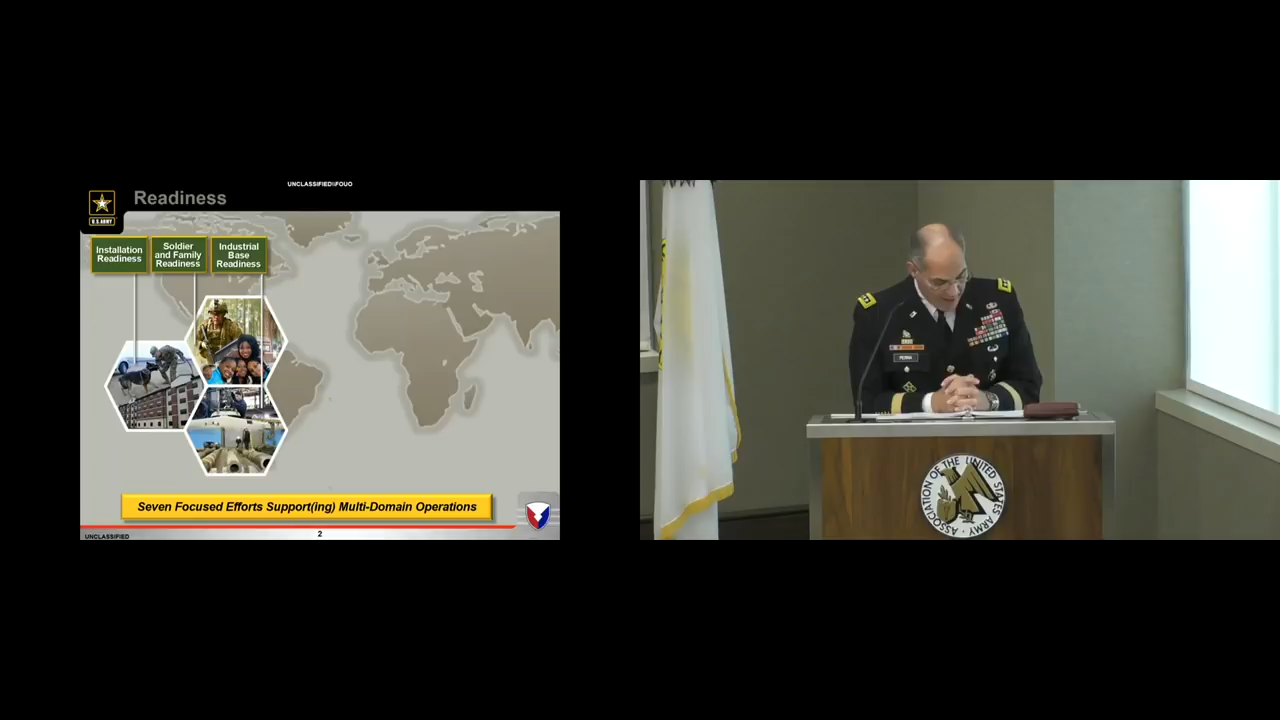 UNCLASSIFIED//FOUO
Readiness
U.S. ARMY
Installation
Readiness
Soldier
and Family
Readiness
Industrial
Base
Readiness
Seven Focused Efforts Support(ing) Multi-Domain Operations
UNCLASSIFIED
2
PERNA
ASSOCIATION OF THE UNITED STATES ARMY